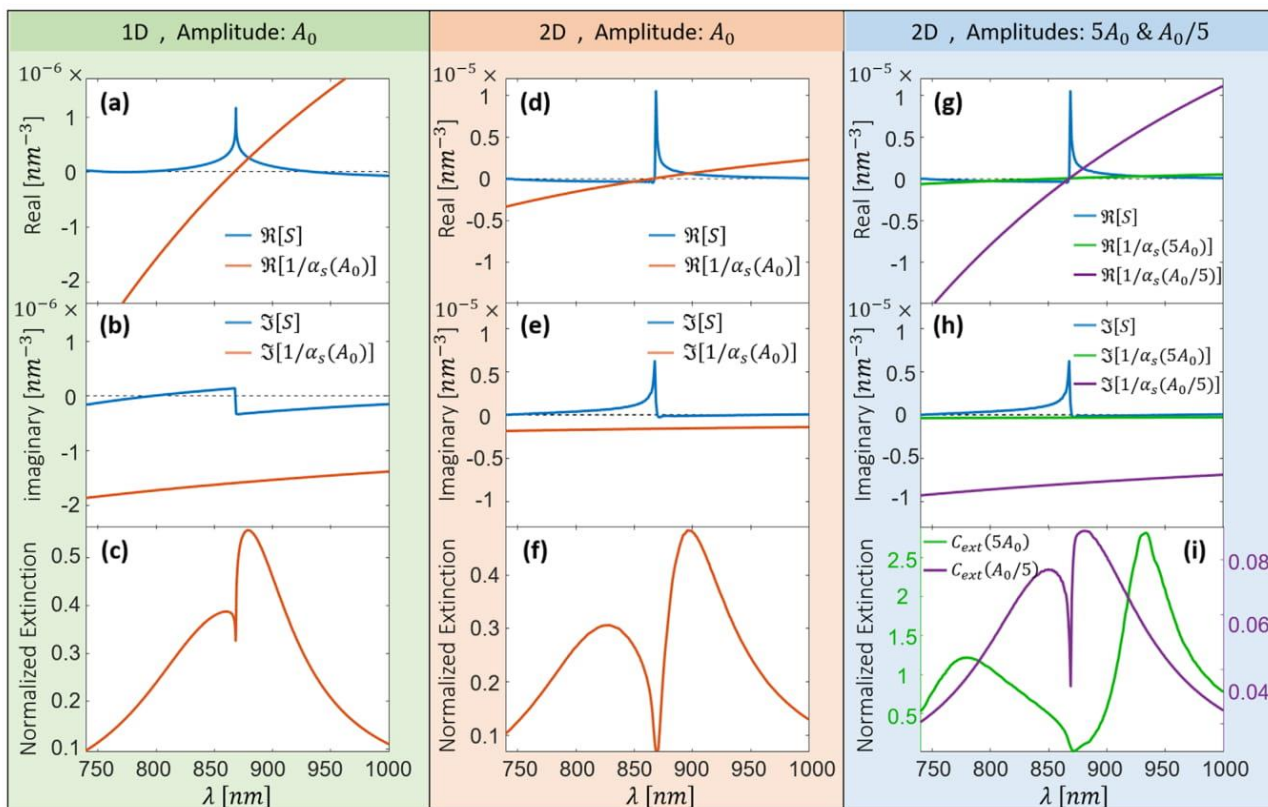 1D , Amplitude: A₀
2D , Amplitude: A₀
2D , Amplitudes: 5A₀ & A₀/5
10⁻⁶ ×
(a)
Real [nm⁻³]
1
0
-1
-2
ℜ[S]
ℜ[1/αₛ(A₀)]
10⁻⁶ ×
(b)
imaginary [nm⁻³]
1
0
-1
-2
ℑ[S]
ℑ[1/αₛ(A₀)]
(c)
Normalized Extinction
0.5
0.4
0.3
0.2
0.1
750 800 850 900 950 1000
λ [nm]
10⁻⁵ ×
(d)
Real [nm⁻³]
1
0.5
0
-0.5
-1
ℜ[S]
ℜ[1/αₛ(A₀)]
10⁻⁵ ×
(e)
Imaginary [nm⁻³]
1
0.5
0
-0.5
-1
ℑ[S]
ℑ[1/αₛ(A₀)]
(f)
Normalized Extinction
0.4
0.3
0.2
0.1
750 800 850 900 950 1000
λ [nm]
10⁻⁵ ×
(g)
Real [nm⁻³]
1
0.5
0
-0.5
-1
ℜ[S]
ℜ[1/αₛ(5A₀)]
ℜ[1/αₛ(A₀/5)]
10⁻⁵ ×
(h)
Imaginary [nm⁻³]
1
0.5
0
-0.5
-1
ℑ[S]
ℑ[1/αₛ(5A₀)]
ℑ[1/αₛ(A₀/5)]
(i)
Normalized Extinction
2.5
2
1.5
1
0.5
C_ext(5A₀)
C_ext(A₀/5)
0.08
0.06
0.04
750 800 850 900 950 1000
λ [nm]